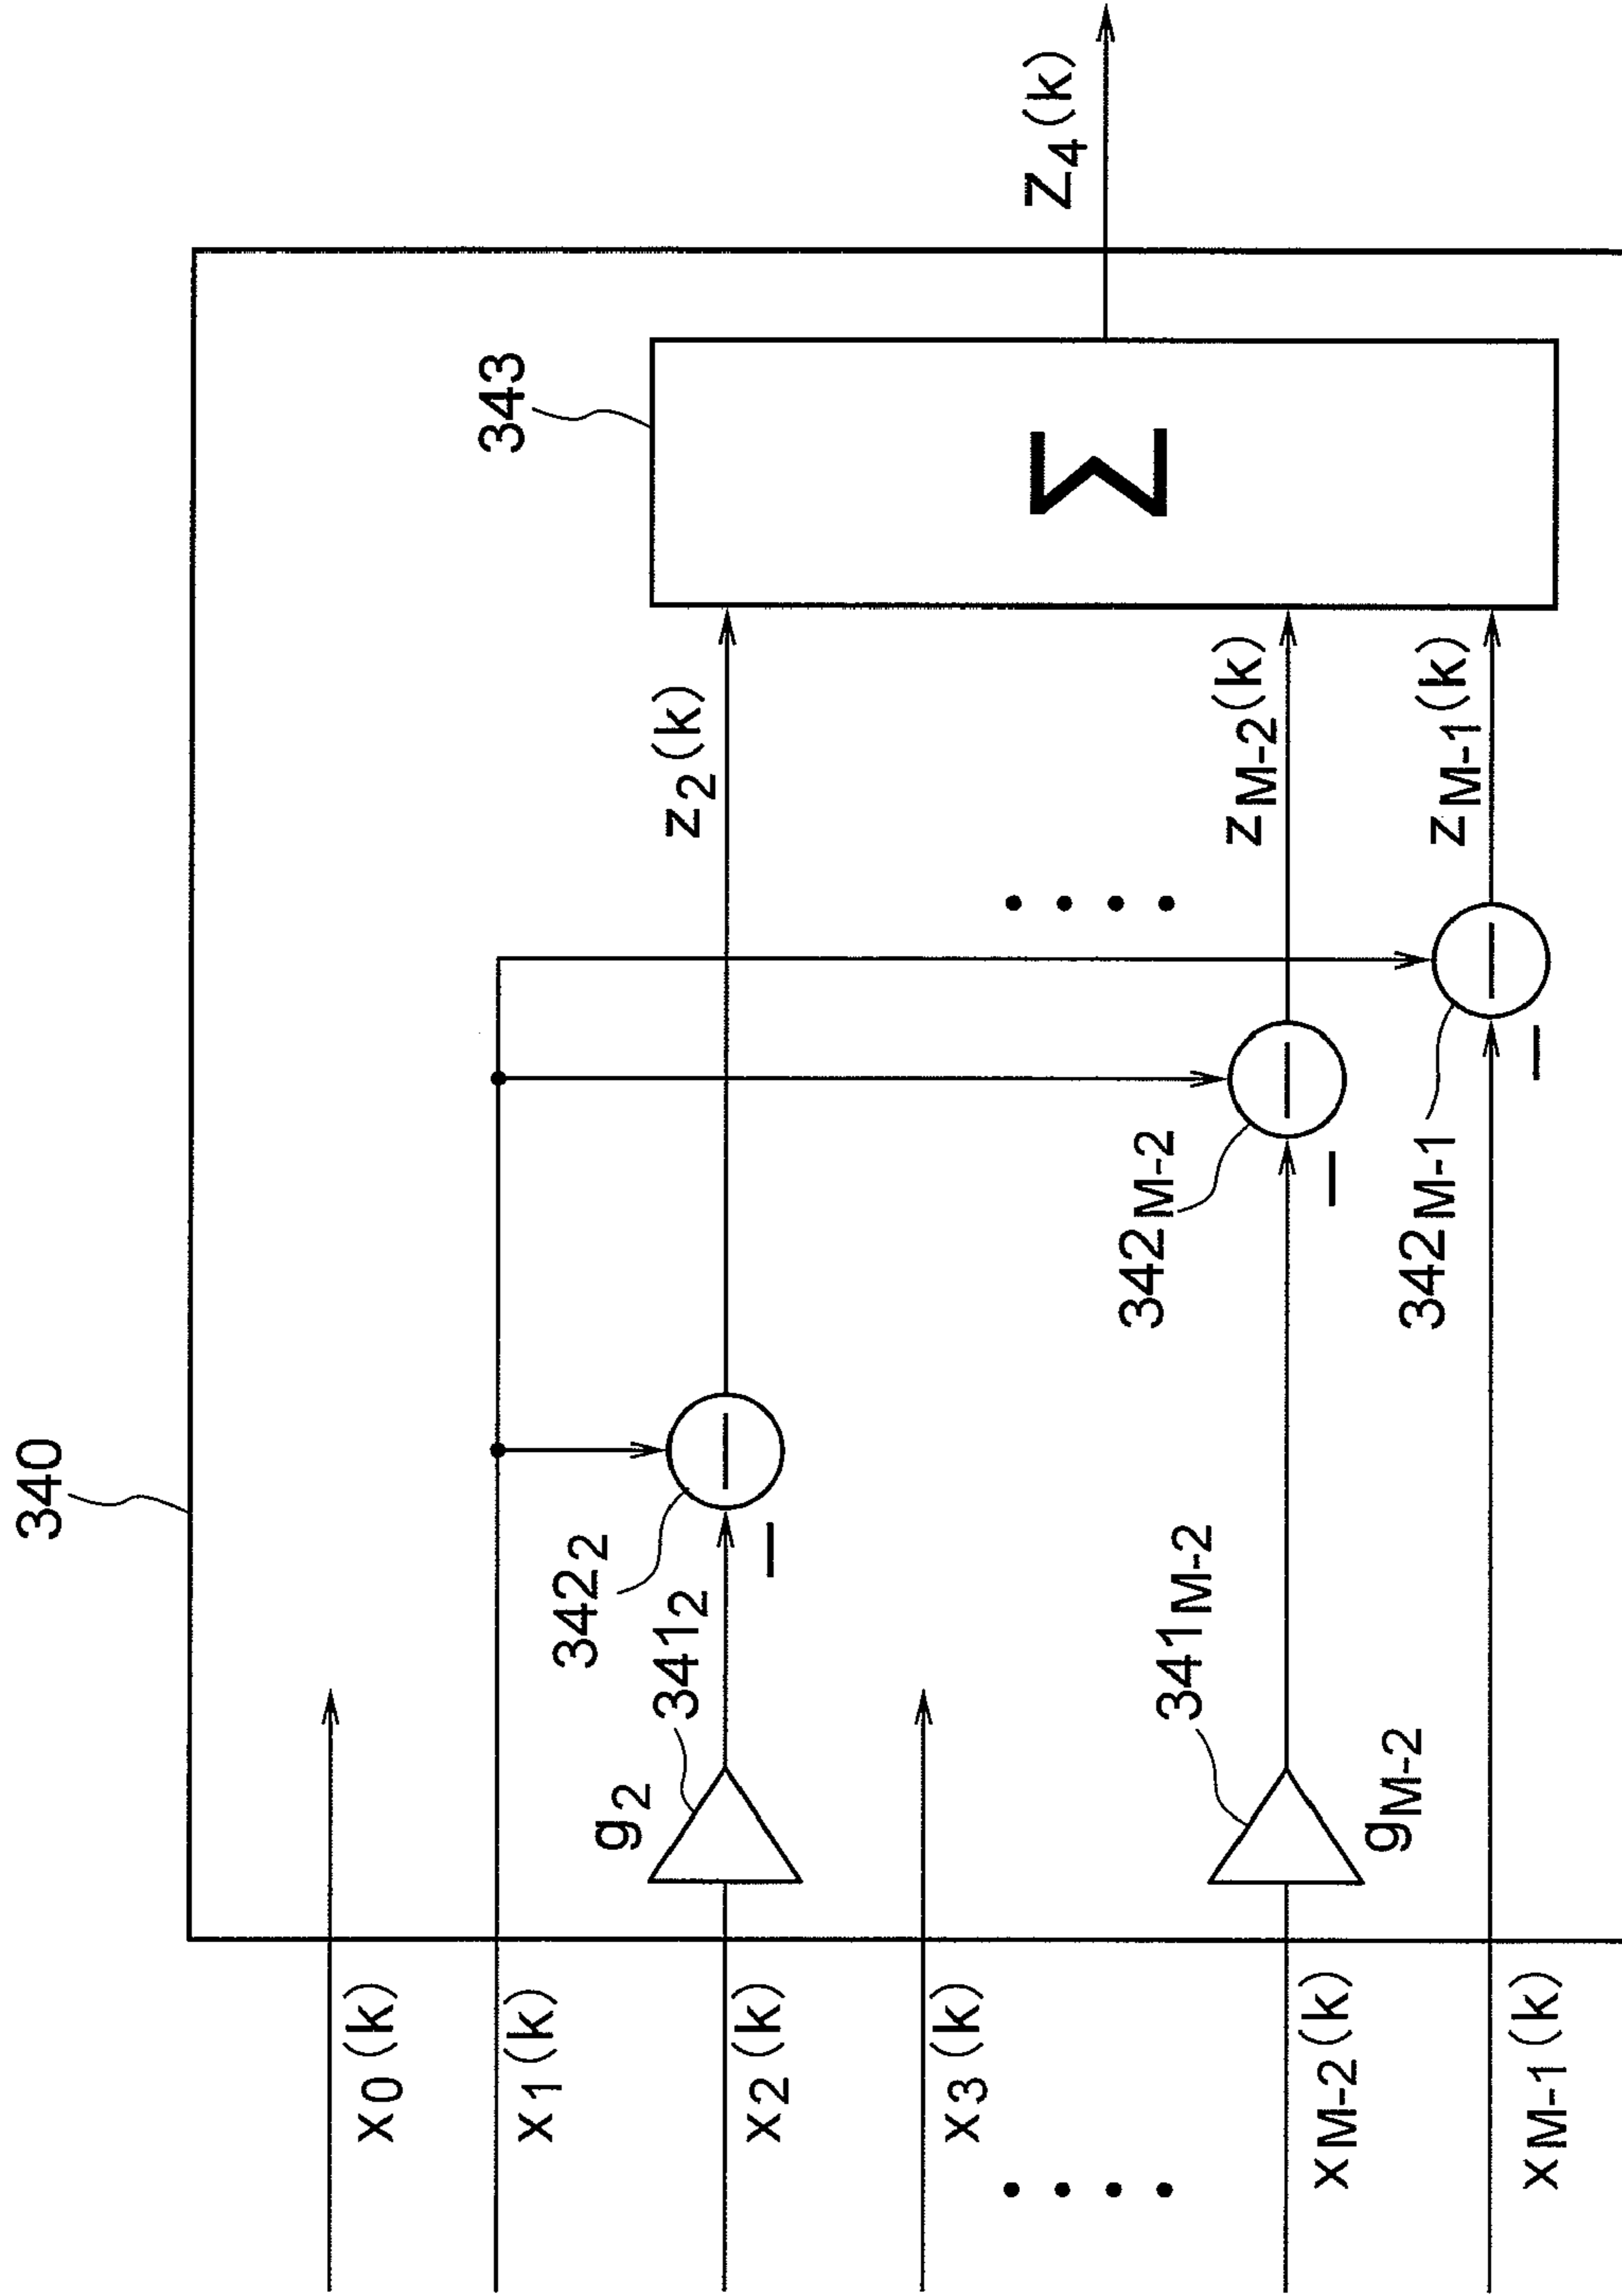 340
x0(k)
x1(k)
x2(k)
x3(k)
. . . .
xM-2(k)
xM-1(k)
g2
3412
3422
gM-2
341M-2
342M-2
342M-1
. . . .
z2(k)
zM-2(k)
zM-1(k)
343
Σ
Z4(k)